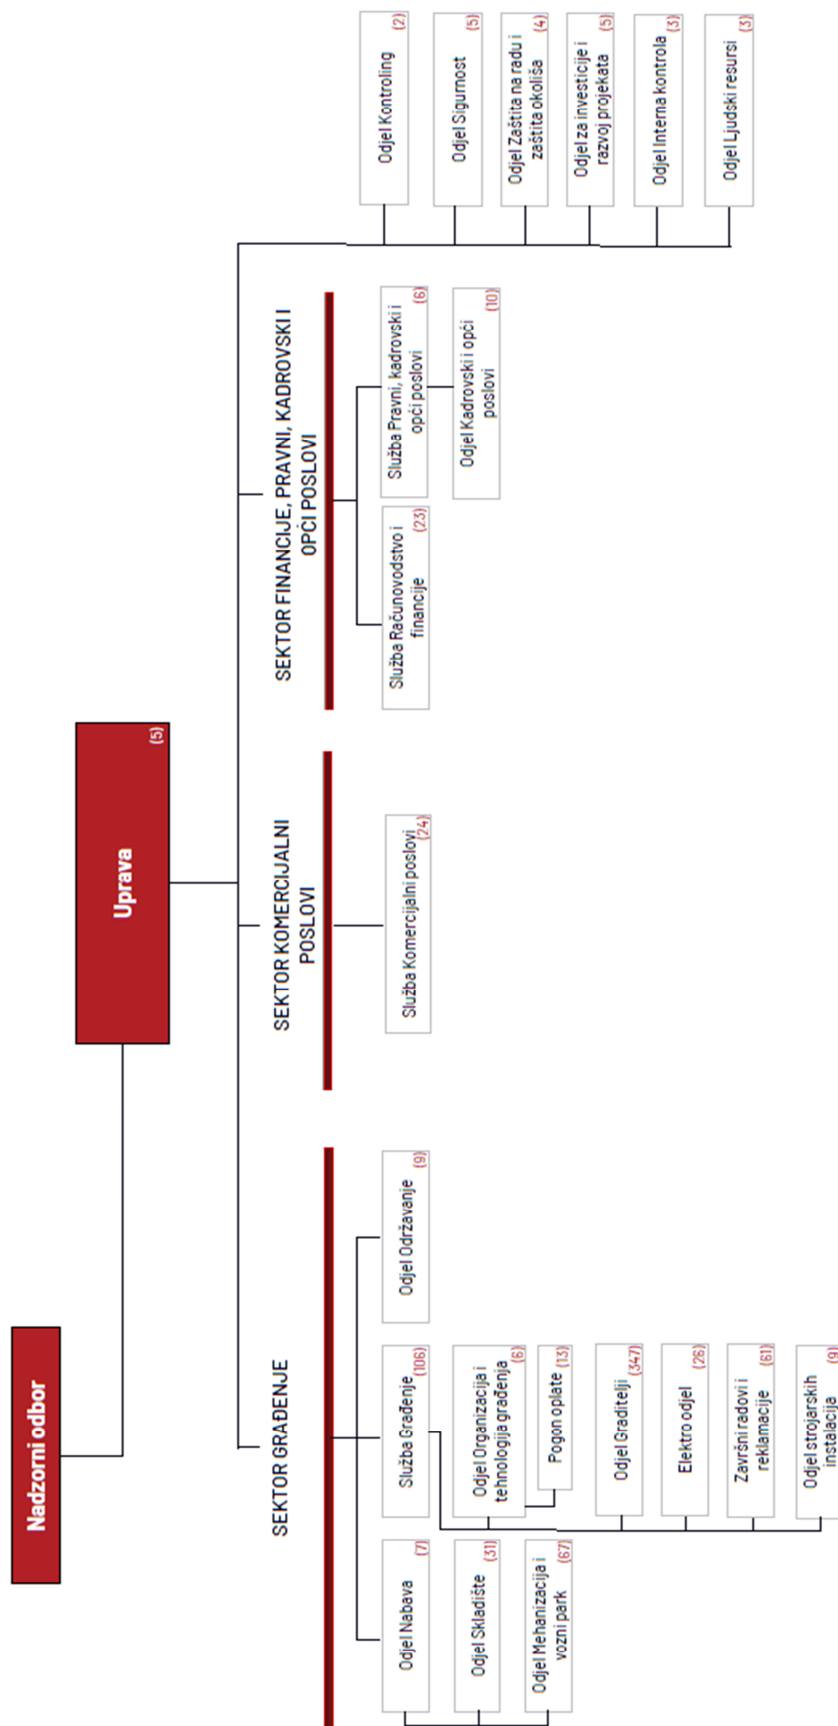 Nadzorni odbor
Uprava
(5)
SEKTOR GRAĐENJE
SEKTOR KOMERCIJALNI
POSLOVI
SEKTOR FINANCIJE, PRAVNI, KADROVSKI I
OPĆI POSLOVI
Odjel Nabava
(7)
Odjel Skladište
(31)
Odjel Mehanizacija i
vozni park
(67)
Služba Građenje
(106)
Odjel Organizacija i
tehnologija građenja
(6)
Pogon oplate
(13)
Odjel Graditelji
(347)
Elektro odjel
(26)
Završni radovi i
reklamacije
(61)
Odjel strojarskih
instalacija
(9)
Odjel Održavanje
(9)
Služba Komercijalni poslovi
(24)
Služba Računovodstvo i
financije
(23)
Služba Pravni, kadrovski i
opći poslovi
(6)
Odjel Kadrovski i opći
poslovi
(10)
Odjel Kontroling
(2)
Odjel Sigurnost
(5)
Odjel Zaštita na radu i
zaštita okoliša
(4)
Odjel za investicije i
razvoj projekata
(5)
Odjel Interna kontrola
(3)
Odjel Ljudski resursi
(3)